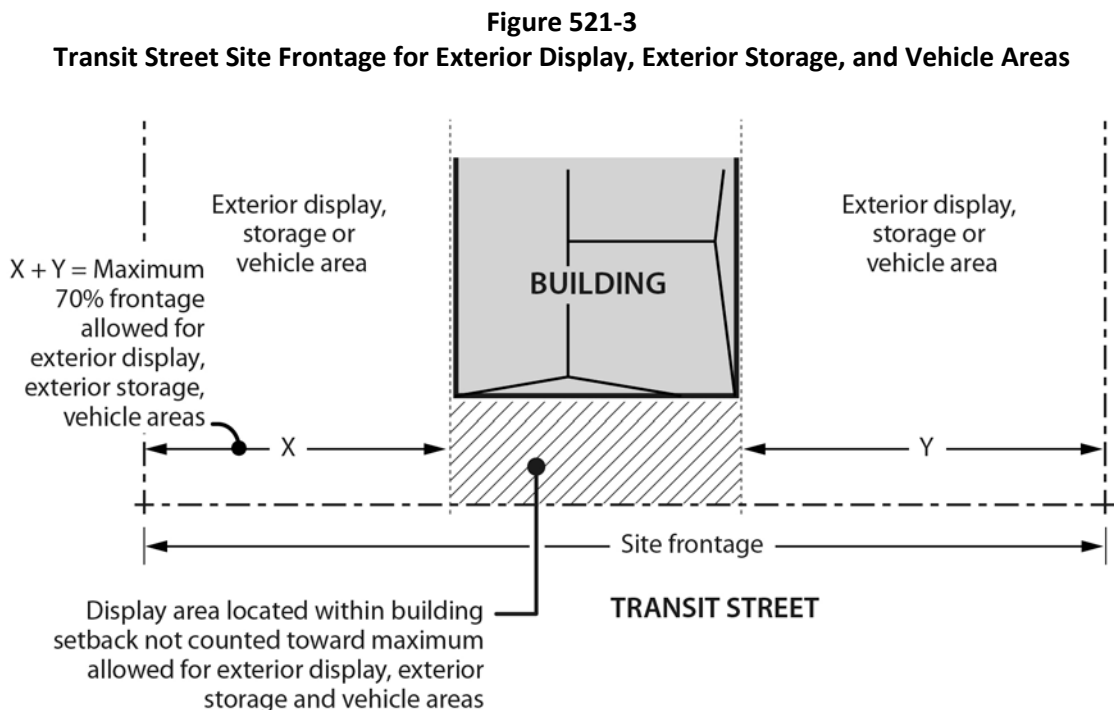 Figure 521-3
Transit Street Site Frontage for Exterior Display, Exterior Storage, and Vehicle Areas
Exterior display,
storage or
vehicle area
Exterior display,
storage or
vehicle area
X + Y = Maximum
70% frontage
allowed for
exterior display,
exterior storage,
vehicle areas
BUILDING
X
Y
Site frontage
TRANSIT STREET
Display area located within building
setback not counted toward maximum
allowed for exterior display, exterior
storage and vehicle areas